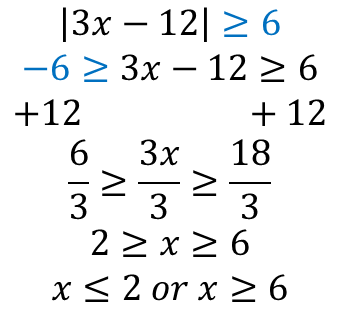 |3x − 12| ≥ 6
−6 ≥ 3x − 12 ≥ 6
+12 + 12
6/3 ≥ 3x/3 ≥ 18/3
2 ≥ x ≥ 6
x ≤ 2 or x ≥ 6